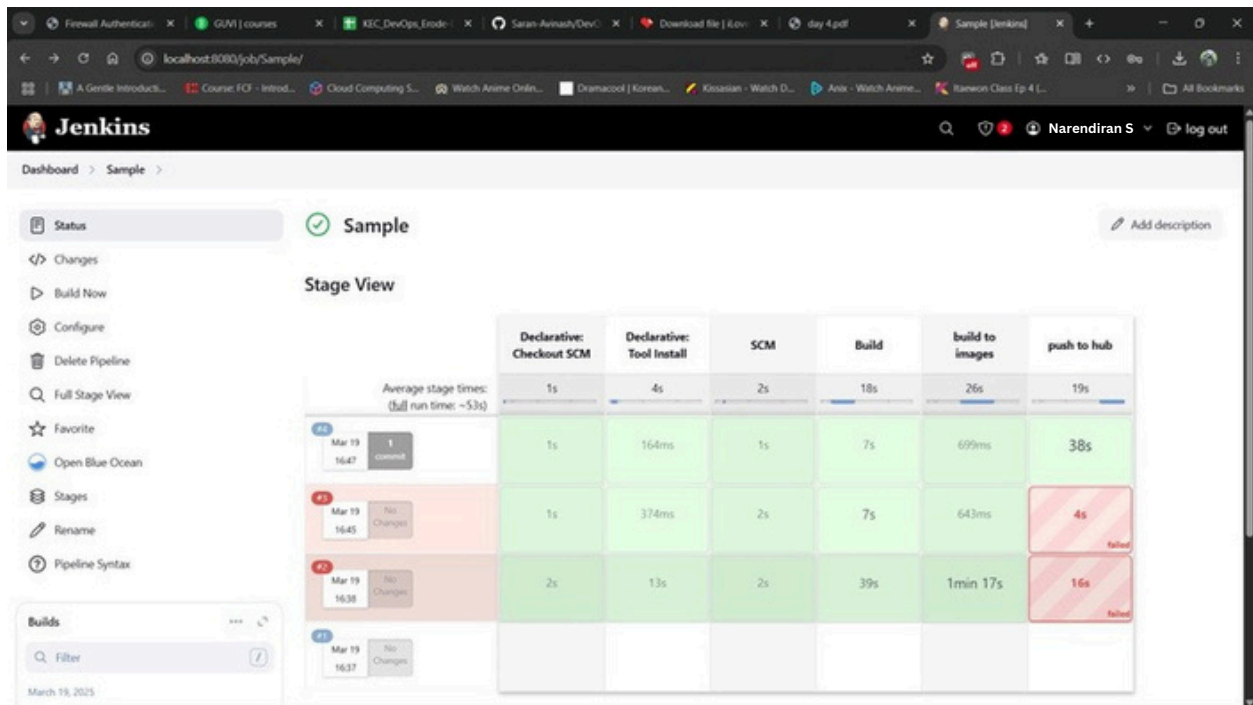 Firewall Authenticati
GUVI | courses
KEC_DevOps_Erode-
Saran-Avinash/Dev
Download file | iLov
day 4.pdf
Sample [Jenkins]
localhost:8080/job/Sample/
A Gentle Introducti...
Course: FCF - Introd...
Cloud Computing S...
Watch Anime Onlin...
Dramacool | Korean...
Kissasian - Watch D...
Anix - Watch Anime...
Itaewon Class Ep 4 (...
All Bookmarks
Jenkins
2
Narendiran S
log out
Dashboard > Sample >
Status
Changes
Build Now
Configure
Delete Pipeline
Full Stage View
Favorite
Open Blue Ocean
Stages
Rename
Pipeline Syntax
Builds
Filter
/
March 19, 2025
Sample
Add description
Stage View
Declarative: Checkout SCM
Declarative: Tool Install
SCM
Build
build to images
push to hub
Average stage times:
(full run time: ~53s)
1s 4s 2s 18s 26s 19s
#4
Mar 19
16:47
1 commit
1s 164ms 1s 7s 699ms 38s
#3
Mar 19
16:45
No Changes
1s 374ms 2s 7s 643ms 4s
failed
#2
Mar 19
16:38
No Changes
2s 13s 2s 39s 1min 17s 16s
failed
#1
Mar 19
16:37
No Changes